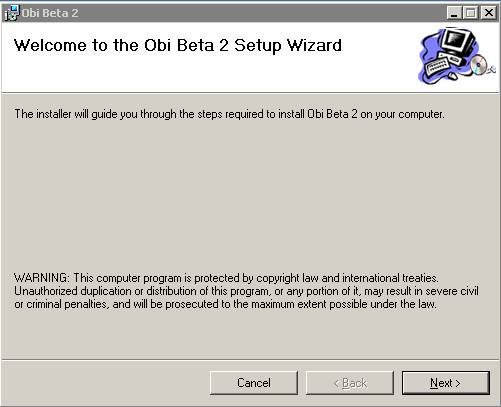 Obi Beta 2
Welcome to the Obi Beta 2 Setup Wizard
The installer will guide you through the steps required to install Obi Beta 2 on your computer.
WARNING: This computer program is protected by copyright law and international treaties.
Unauthorized duplication or distribution of this program, or any portion of it, may result in severe civil
or criminal penalties, and will be prosecuted to the maximum extent possible under the law.
Cancel
< Back
Next >